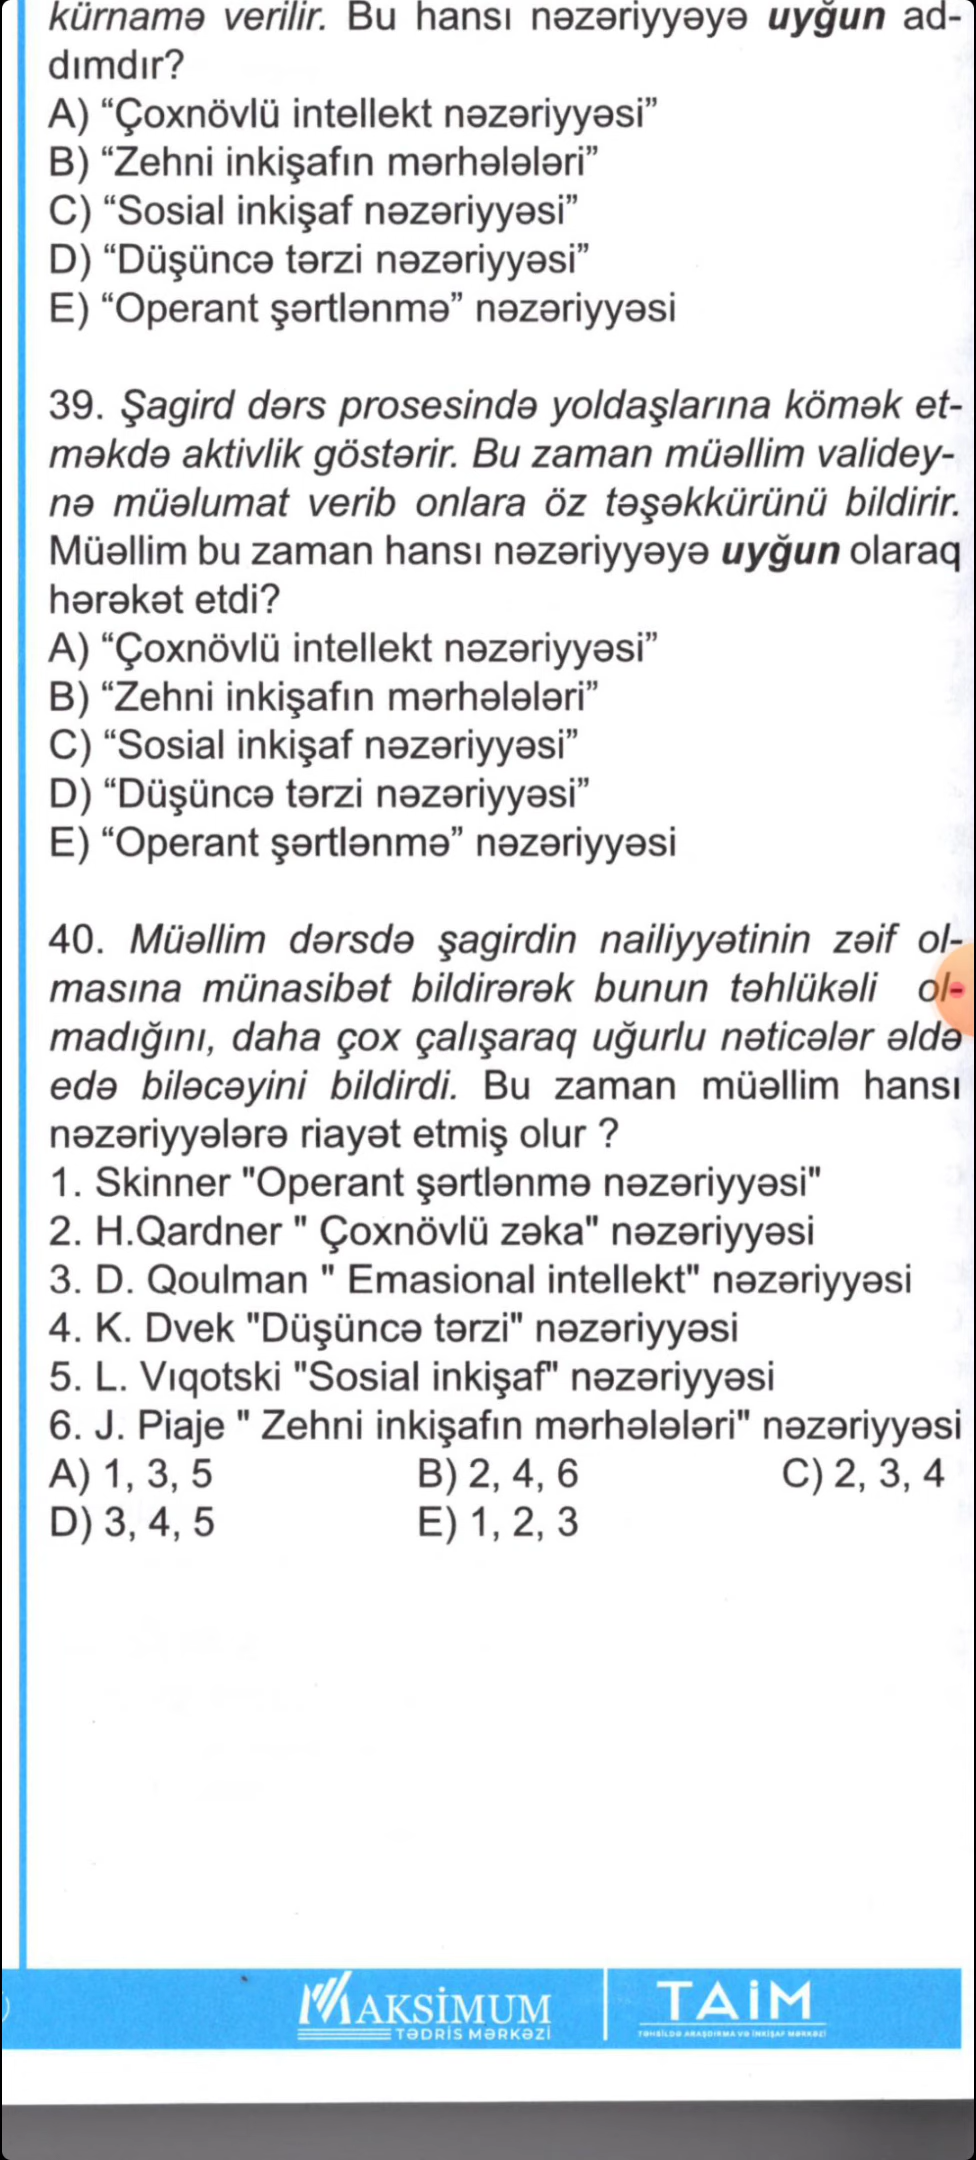 kürnamə verilir. Bu hansı nəzəriyyəyə uyğun ad-
dımdır?
A) “Çoxnövlü intellekt nəzəriyyəsi”
B) “Zehni inkişafın mərhələləri”
C) “Sosial inkişaf nəzəriyyəsi”
D) “Düşüncə tərzi nəzəriyyəsi”
E) “Operant şərtlənmə” nəzəriyyəsi
39. Şagird dərs prosesində yoldaşlarına kömək et-
məkdə aktivlik göstərir. Bu zaman müəllim validey-
nə müəlumat verib onlara öz təşəkkürünü bildirir.
Müəllim bu zaman hansı nəzəriyyəyə uyğun olaraq
hərəkət etdi?
A) “Çoxnövlü intellekt nəzəriyyəsi”
B) “Zehni inkişafın mərhələləri”
C) “Sosial inkişaf nəzəriyyəsi”
D) “Düşüncə tərzi nəzəriyyəsi”
E) “Operant şərtlənmə” nəzəriyyəsi
40. Müəllim dərsdə şagirdin nailiyyətinin zəif ol-
masına münasibət bildirərək bunun təhlükəli ol-
madığını, daha çox çalışaraq uğurlu nəticələr əldə
edə biləcəyini bildirdi. Bu zaman müəllim hansı
nəzəriyyələrə riayət etmiş olur ?
1. Skinner "Operant şərtlənmə nəzəriyyəsi"
2. H.Qardner " Çoxnövlü zəka" nəzəriyyəsi
3. D. Qoulman " Emasional intellekt" nəzəriyyəsi
4. K. Dvek "Düşüncə tərzi" nəzəriyyəsi
5. L. Vıqotski "Sosial inkişaf" nəzəriyyəsi
6. J. Piaje " Zehni inkişafın mərhələləri" nəzəriyyəsi
A) 1, 3, 5 B) 2, 4, 6 C) 2, 3, 4
D) 3, 4, 5 E) 1, 2, 3
MAKSİMUM TAİM
TƏDRİS MƏRKƏZİ TƏHSİLDƏ ARAŞDIRMA VƏ İNKİŞAF MƏRKƏZİ